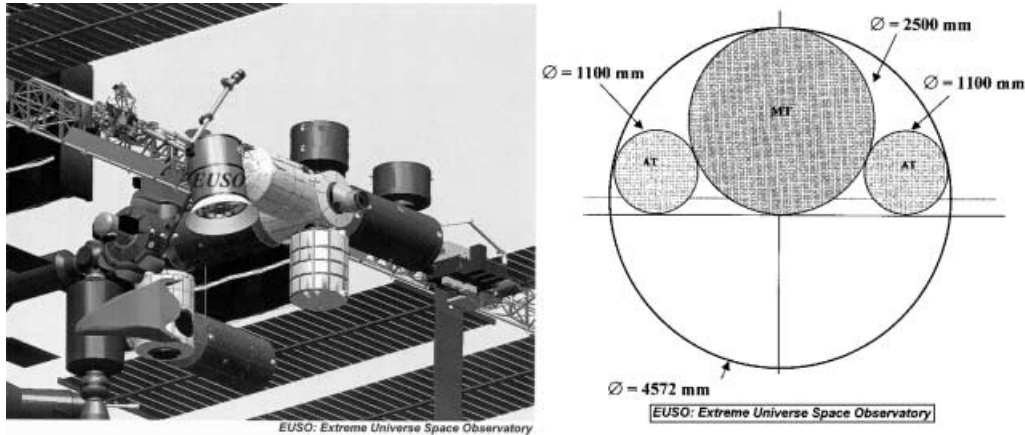 EUSO
EUSO: Extreme Universe Space Observatory
Ø = 2500 mm
Ø = 1100 mm
Ø = 1100 mm
MT
AT
AT
Ø = 4572 mm
EUSO: Extreme Universe Space Observatory